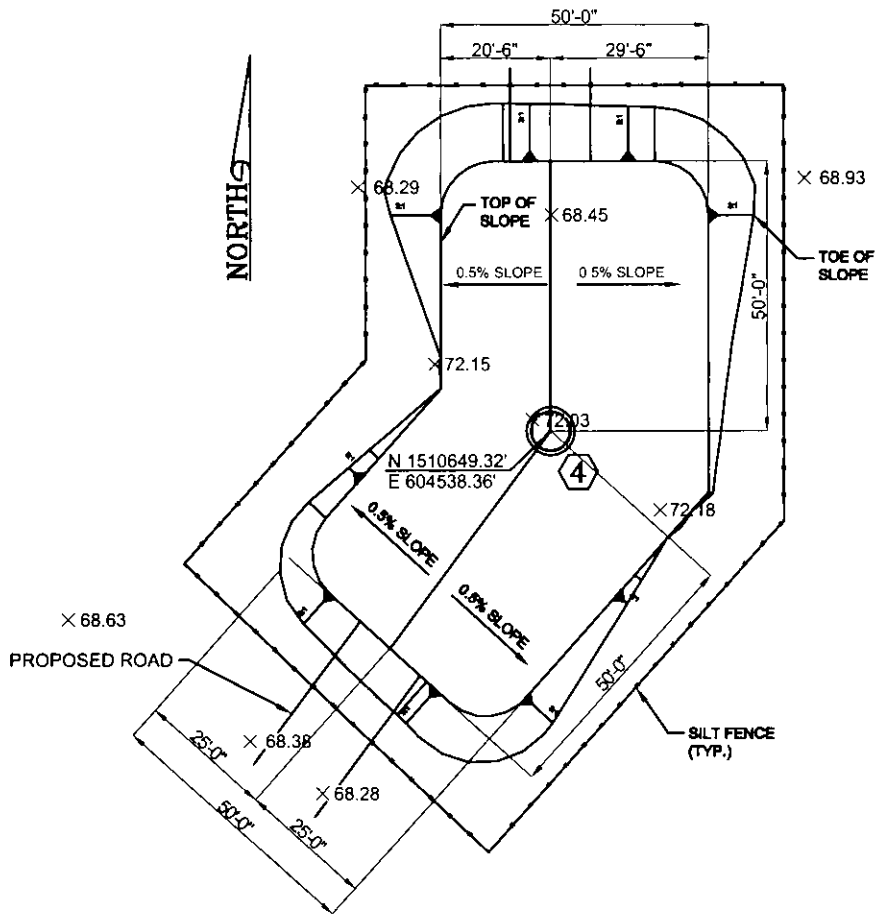 50'-0"
20'-6" 29'-6"
NORTH
68.29
68.93
TOP OF
SLOPE
68.45
TOE OF
SLOPE
0.5% SLOPE 0.5% SLOPE
50'-0"
72.15
72.03
N 1510649.32'
E 604538.36'
4
72.18
0.5% SLOPE
0.5% SLOPE
68.63
PROPOSED ROAD
50'-0"
SILT FENCE
(TYP.)
68.38
25'-0"
68.28
50'-0"
25'-0"